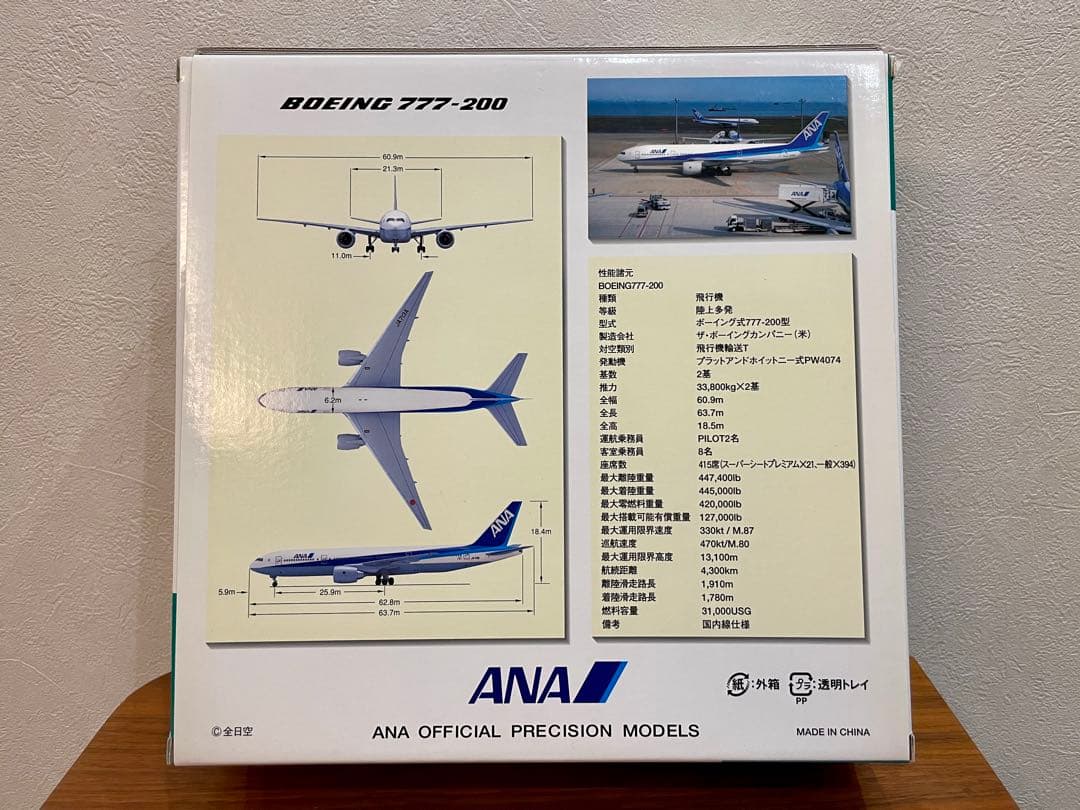 BOEING 777-200
60.9m
21.3m
11.0m
JA702A
ANA
6.2m
ANA
18.4m
ANA
5.9m
25.9m
62.8m
63.7m
ANA
ANA
ANA
性能諸元
BOEING777-200
種類 飛行機
等級 陸上多発
型式 ボーイング式777-200型
製造会社 ザ・ボーイングカンパニー(米)
対空類別 飛行機輸送T
発動機 プラットアンドホイットニー式PW4074
基数 2基
推力 33,800kg×2基
全幅 60.9m
全長 63.7m
全高 18.5m
運航乗務員 PILOT2名
客室乗務員 8名
座席数 415席(スーパーシートプレミアム×21、一般×394)
最大離陸重量 447,400lb
最大着陸重量 445,000lb
最大零燃料重量 420,000lb
最大搭載可能有償重量 127,000lb
最大運用限界速度 330kt / M.87
巡航速度 470kt/M.80
最大運用限界高度 13,100m
航続距離 4,300km
離陸滑走路長 1,910m
着陸滑走路長 1,780m
燃料容量 31,000USG
備考 国内線仕様
ANA
紙:外箱 プラ:透明トレイ
PP
©全日空
ANA OFFICIAL PRECISION MODELS
MADE IN CHINA